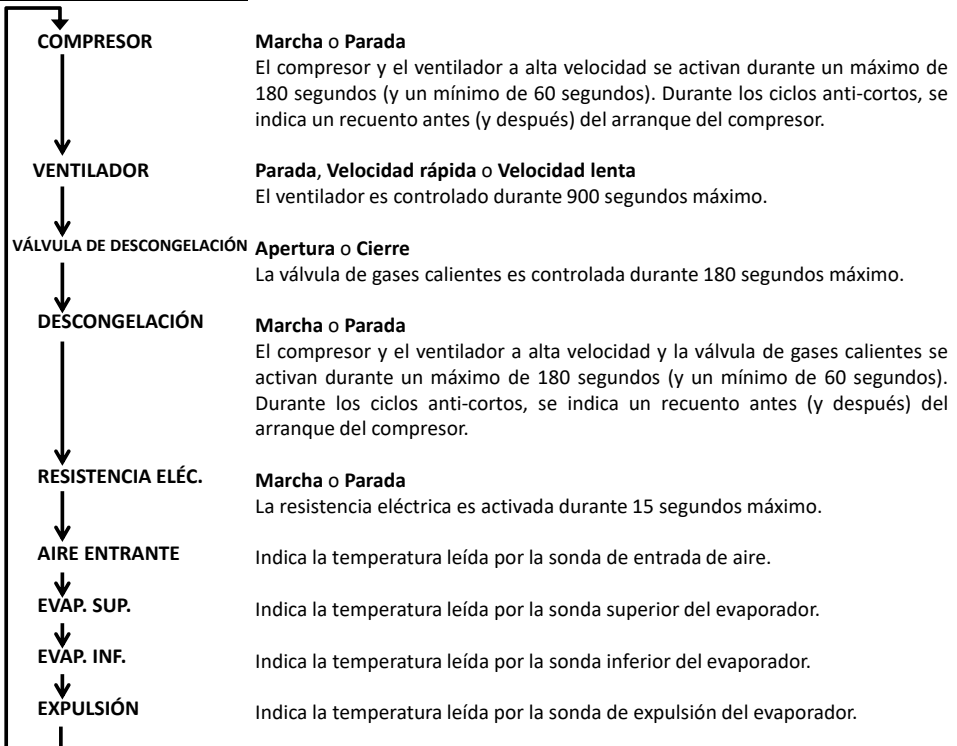 COMPRESOR
Marcha o Parada
El compresor y el ventilador a alta velocidad se activan durante un máximo de
180 segundos (y un mínimo de 60 segundos). Durante los ciclos anti-cortos, se
indica un recuento antes (y después) del arranque del compresor.
VENTILADOR
Parada, Velocidad rápida o Velocidad lenta
El ventilador es controlado durante 900 segundos máximo.
VÁLVULA DE DESCONGELACIÓN
Apertura o Cierre
La válvula de gases calientes es controlada durante 180 segundos máximo.
DESCONGELACIÓN
Marcha o Parada
El compresor y el ventilador a alta velocidad y la válvula de gases calientes se
activan durante un máximo de 180 segundos (y un mínimo de 60 segundos).
Durante los ciclos anti-cortos, se indica un recuento antes (y después) del
arranque del compresor.
RESISTENCIA ELÉC.
Marcha o Parada
La resistencia eléctrica es activada durante 15 segundos máximo.
AIRE ENTRANTE
Indica la temperatura leída por la sonda de entrada de aire.
EVAP. SUP.
Indica la temperatura leída por la sonda superior del evaporador.
EVAP. INF.
Indica la temperatura leída por la sonda inferior del evaporador.
EXPULSIÓN
Indica la temperatura leída por la sonda de expulsión del evaporador.